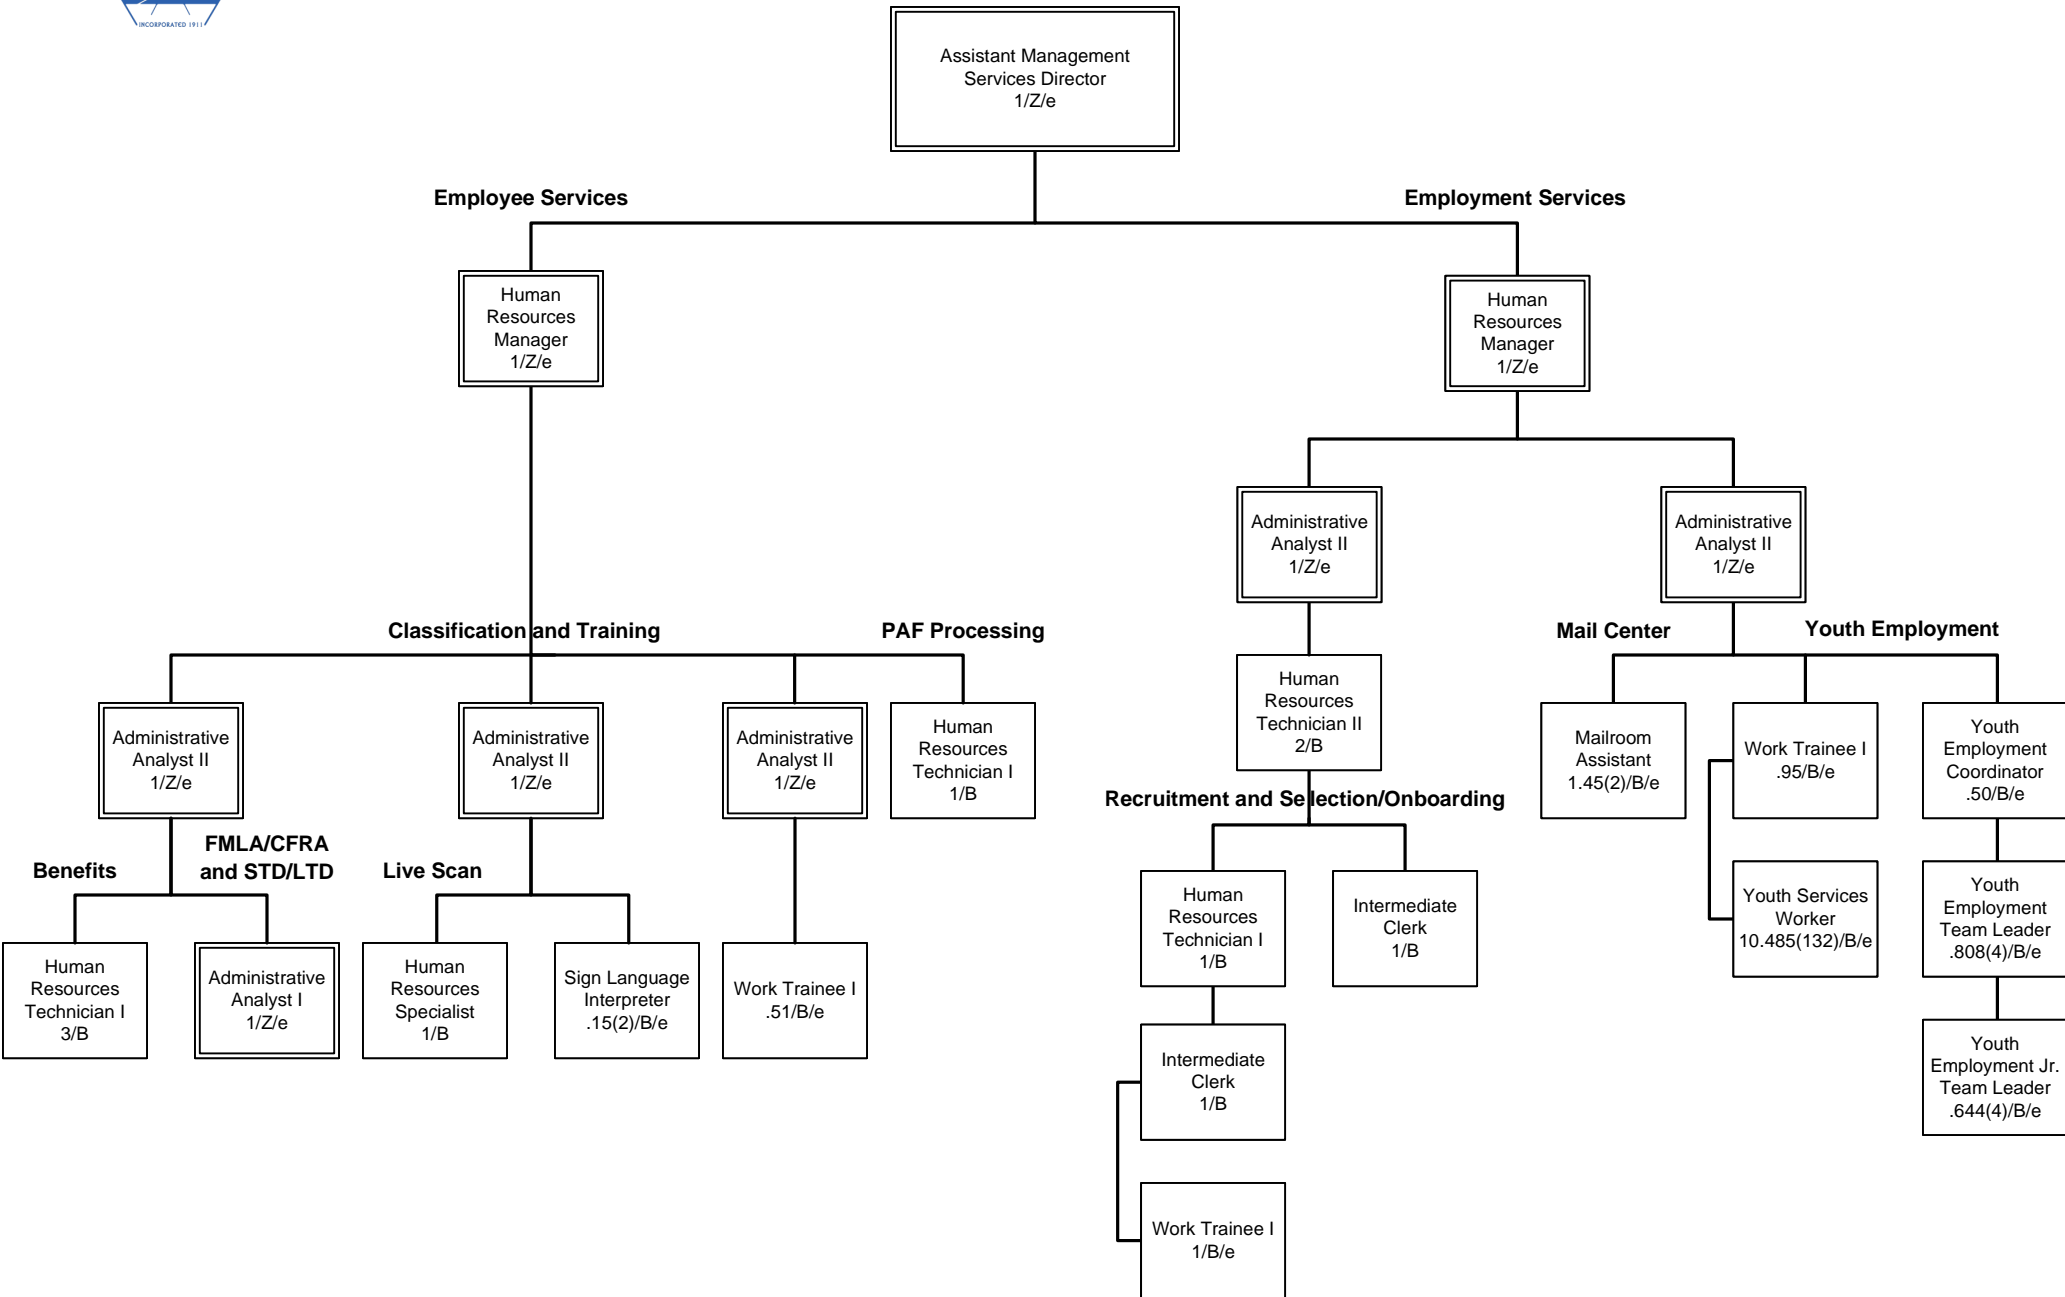 INCORPORATED 1911
Assistant Management
Services Director
1/Z/e
Employee Services
Employment Services
Human
Resources
Manager
1/Z/e
Human
Resources
Manager
1/Z/e
Administrative
Analyst II
1/Z/e
Administrative
Analyst II
1/Z/e
Classification and Training
PAF Processing
Mail Center
Youth Employment
Human
Resources
Technician II
2/B
Administrative
Analyst II
1/Z/e
Administrative
Analyst II
1/Z/e
Administrative
Analyst II
1/Z/e
Human
Resources
Technician I
1/B
Mailroom
Assistant
1.45(2)/B/e
Work Trainee I
.95/B/e
Youth
Employment
Coordinator
.50/B/e
Recruitment and Selection/Onboarding
Benefits
FMLA/CFRA
and STD/LTD
Live Scan
Human
Resources
Technician I
1/B
Intermediate
Clerk
1/B
Youth Services
Worker
10.485(132)/B/e
Youth
Employment
Team Leader
.808(4)/B/e
Human
Resources
Technician I
3/B
Administrative
Analyst I
1/Z/e
Human
Resources
Specialist
1/B
Sign Language
Interpreter
.15(2)/B/e
Work Trainee I
.51/B/e
Intermediate
Clerk
1/B
Youth
Employment Jr.
Team Leader
.644(4)/B/e
Work Trainee I
1/B/e